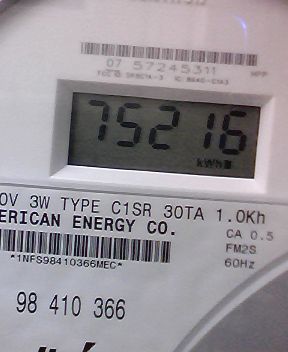 07 57245311
75216
kWh
0V 3W TYPE C1SR 30TA 1.0Kh
ERICAN ENERGY CO.
CA 0.5
FM2S
*1NFS98410366MEC*
60Hz
98 410 366